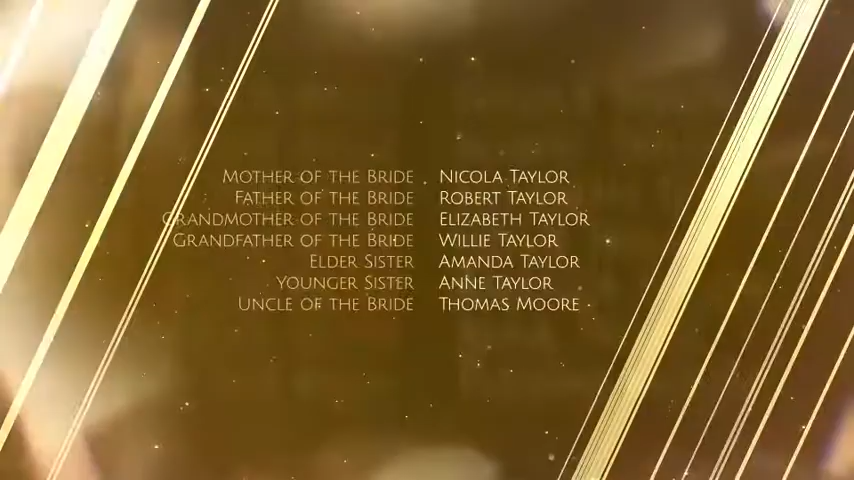 Mother of the Bride Nicola Taylor
Father of the Bride Robert Taylor
Grandmother of the Bride Elizabeth Taylor
Grandfather of the Bride Willie Taylor
Elder Sister Amanda Taylor
Younger Sister Anne Taylor
Uncle of the Bride Thomas Moore